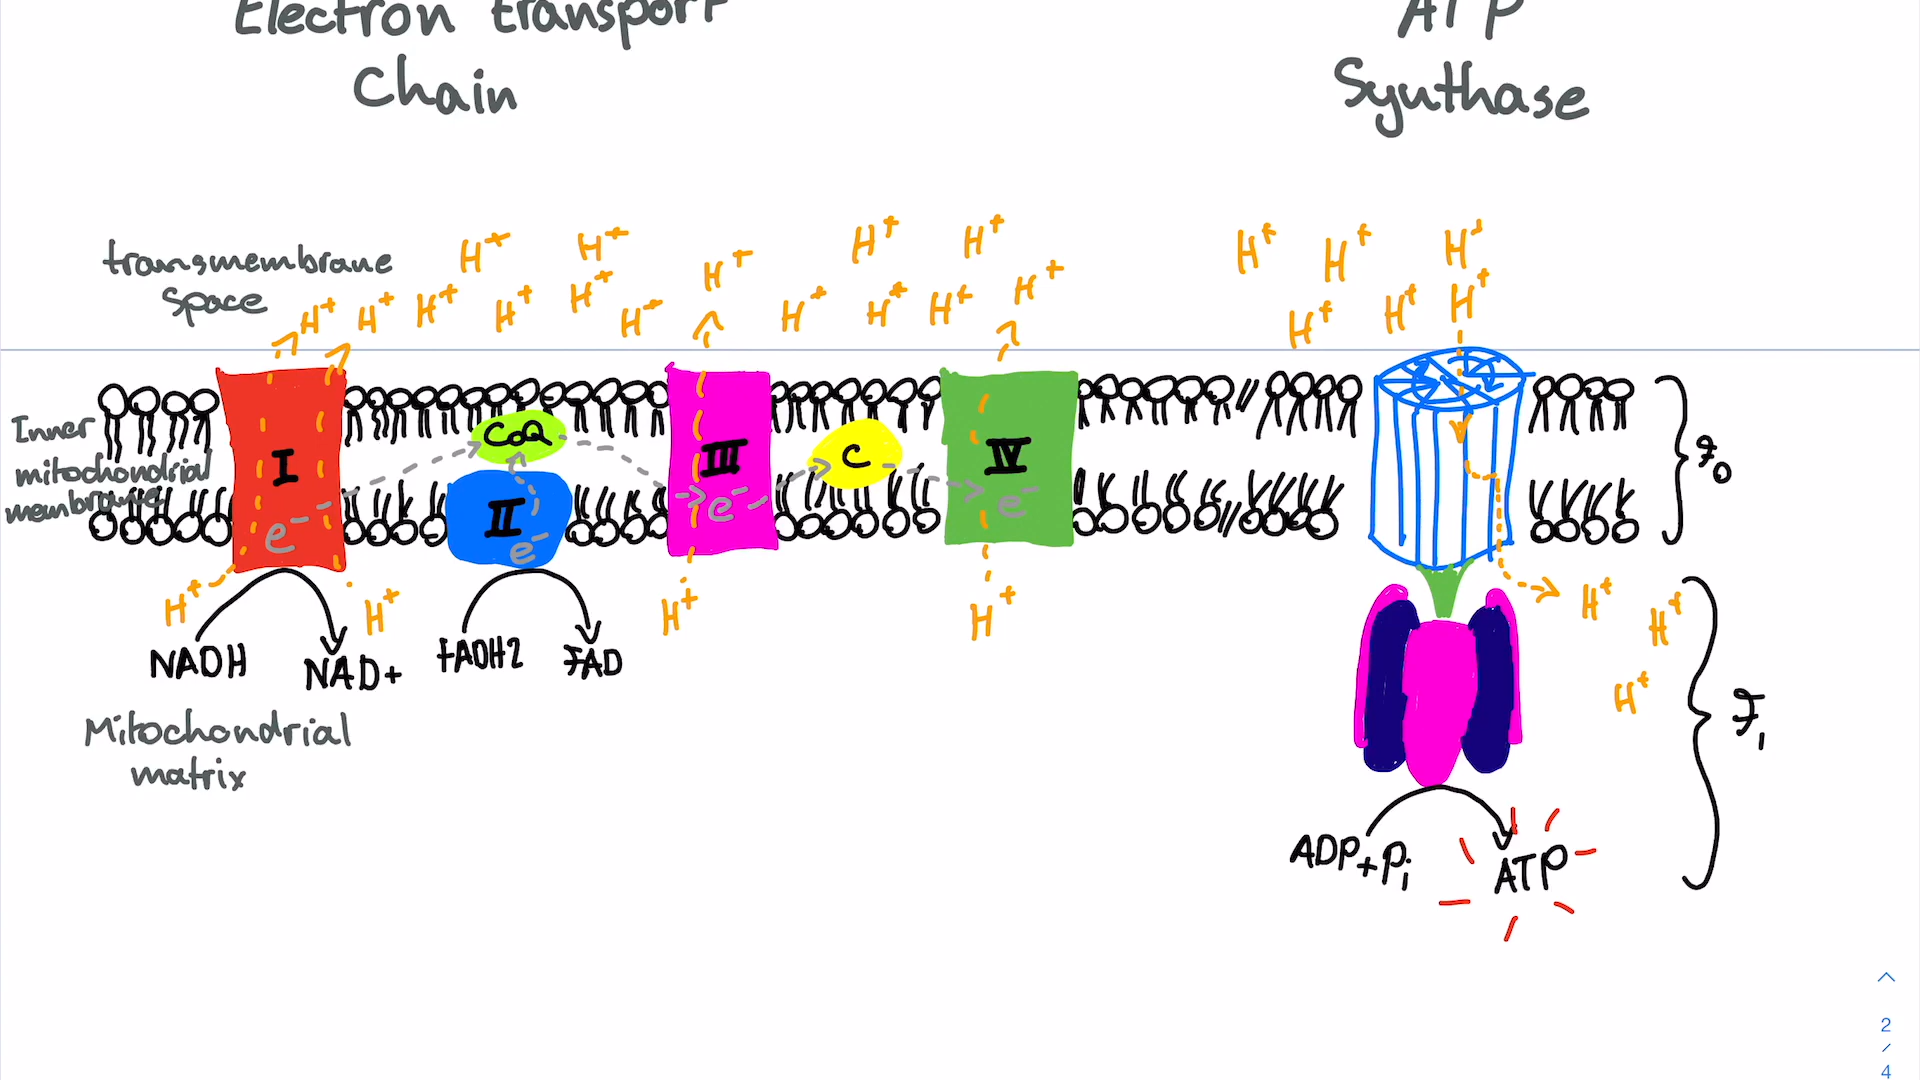 Electron transport
Chain
ATP
Synthase
transmembrane
space
H+ H+ H+ H+ H+ H+ H+
H+ H+ H+ H+ H+ H+ H+ H+ H+
H+ H+ H+
H+ H+ H+
Inner
mitochondrial
membrane
I
CoQ
II
III
C
IV
e- e- e- e-
F0
H+ H+ H+ H+
H+ H+ H+
NADH
NAD+
FADH2
FAD
Mitochondrial
matrix
F1
ADP+Pi
ATP
2
/
4